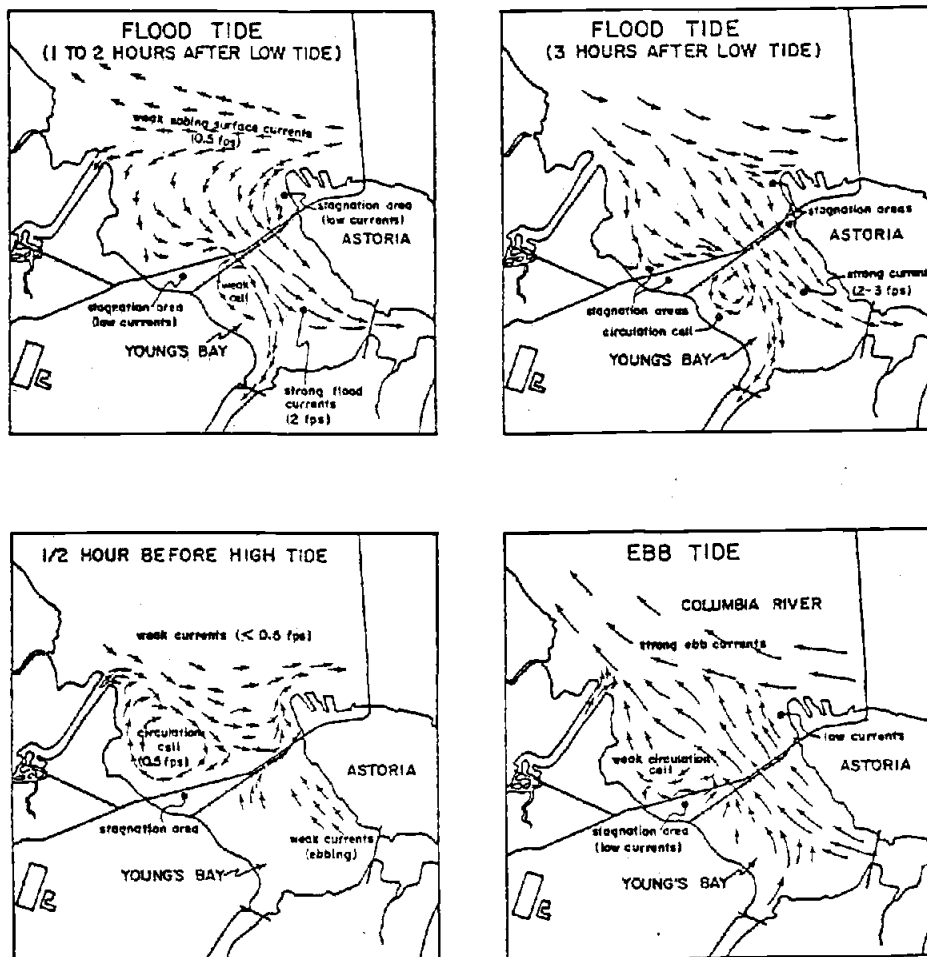 FLOOD TIDE
(1 TO 2 HOURS AFTER LOW TIDE)
weak ebbing surface currents
(0.5 fps)
stagnation area
(low currents)
ASTORIA
weak
cell
stagnation area
(low currents)
YOUNG'S BAY
strong flood
currents
(2 fps)
FLOOD TIDE
(3 HOURS AFTER LOW TIDE)
stagnation areas
ASTORIA
strong current
(2-3 fps)
stagnation areas
circulation cell
YOUNG'S BAY
1/2 HOUR BEFORE HIGH TIDE
weak currents (< 0.5 fps)
circulation
cell
(0.5 fps)
ASTORIA
stagnation area
weak currents
(ebbing)
YOUNG'S BAY
EBB TIDE
COLUMBIA RIVER
strong ebb currents
low currents
weak circulation
cell
ASTORIA
stagnation area
(low currents)
YOUNG'S BAY